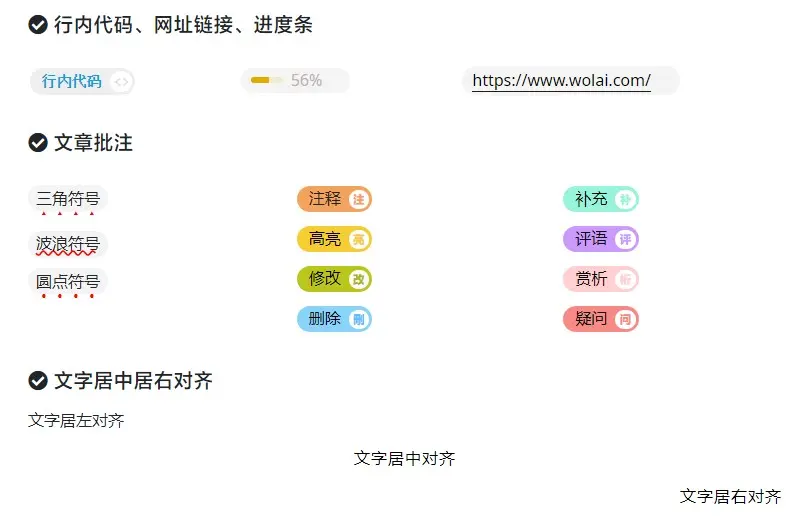 行内代码、网址链接、进度条
行内代码 <> 56% https://www.wolai.com/
文章批注
三角符号 注释 注 补充 补
波浪符号 高亮 亮 评语 评
圆点符号 修改 改 赏析 析
删除 刪 疑问 问
文字居中居右对齐
文字居左对齐
文字居中对齐
文字居右对齐